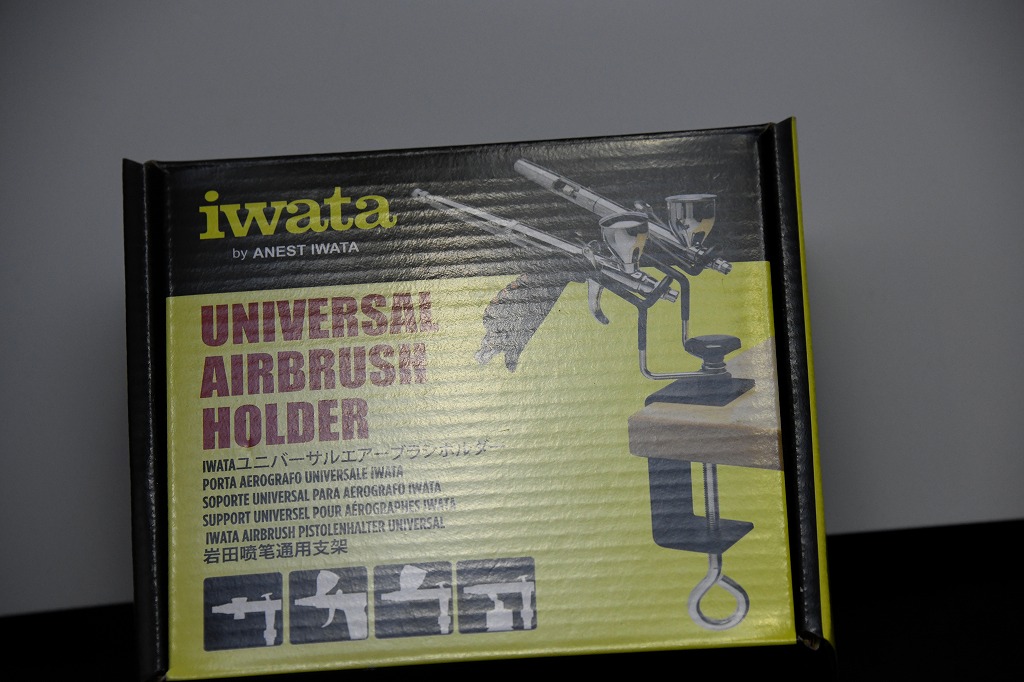 iwata
by ANEST IWATA
UNIVERSAL
AIRBRUSH
HOLDER
IWATAユニバーサルエアーブラシホルダー
PORTA AEROGRAFO UNIVERSALE IWATA
SOPORTE UNIVERSAL PARA AEROGRAFO IWATA
SUPPORT UNIVERSEL POUR AÉROGRAPHES IWATA
IWATA AIRBRUSH PISTOLENHALTER UNIVERSAL
岩田喷笔通用支架